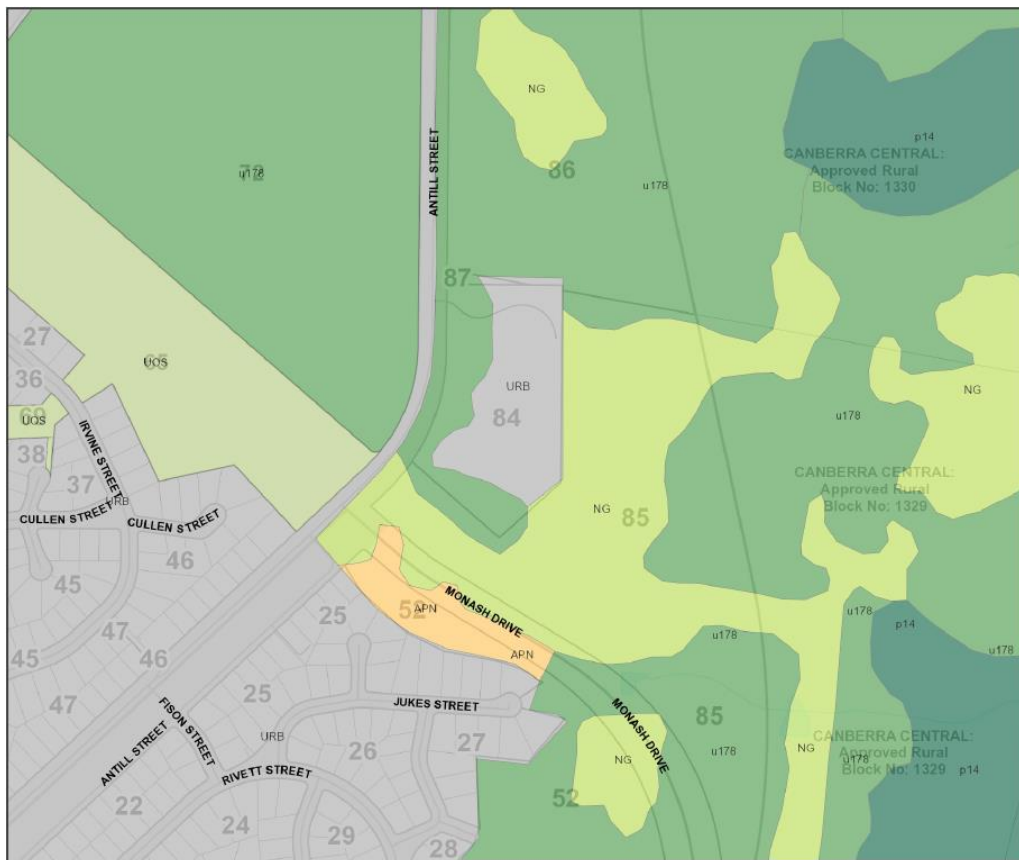 NG
p14
CANBERRA CENTRAL:
Approved Rural
Block No: 1330
86
u178
72
u178
ANTILL STREET
87
27
36
65
UOS
69
UOS
URB
84
NG
u178
CANBERRA CENTRAL:
Approved Rural
Block No: 1329
IRVINE STREET
38
37
URB
CULLEN STREET
CULLEN STREET
46
NG
85
45
47
46
45
47
25
52
APN
MONASH DRIVE
APN
u178
u178
p14
u178
25
JUKES STREET
MONASH DRIVE
85
u178
NG
CANBERRA CENTRAL:
Approved Rural
Block No: 1329
u178
p14
FISON STREET
ANTILL STREET
URB
26
27
RIVETT STREET
NG
52
22
24
29
28